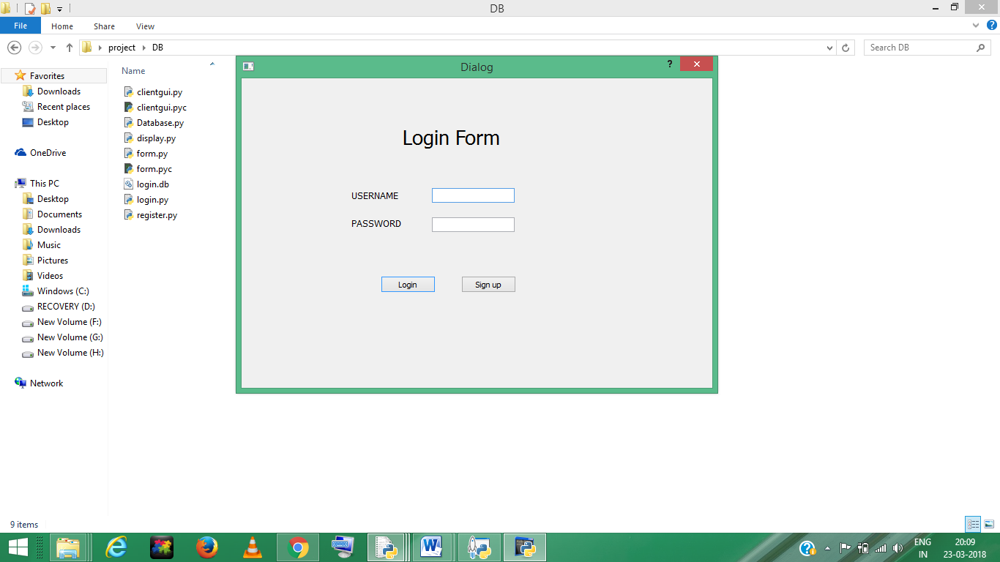 DB
File Home Share View
project DB Search DB
Name
Favorites
Downloads
Recent places
Desktop
OneDrive
This PC
Desktop
Documents
Downloads
Music
Pictures
Videos
Windows (C:)
RECOVERY (D:)
New Volume (F:)
New Volume (G:)
New Volume (H:)
Network
clientgui.py
clientgui.pyc
Database.py
display.py
form.py
form.pyc
login.db
login.py
register.py
Dialog ?
Login Form
USERNAME
PASSWORD
Login Sign up
9 items
ENG 20:09
IN 23-03-2018